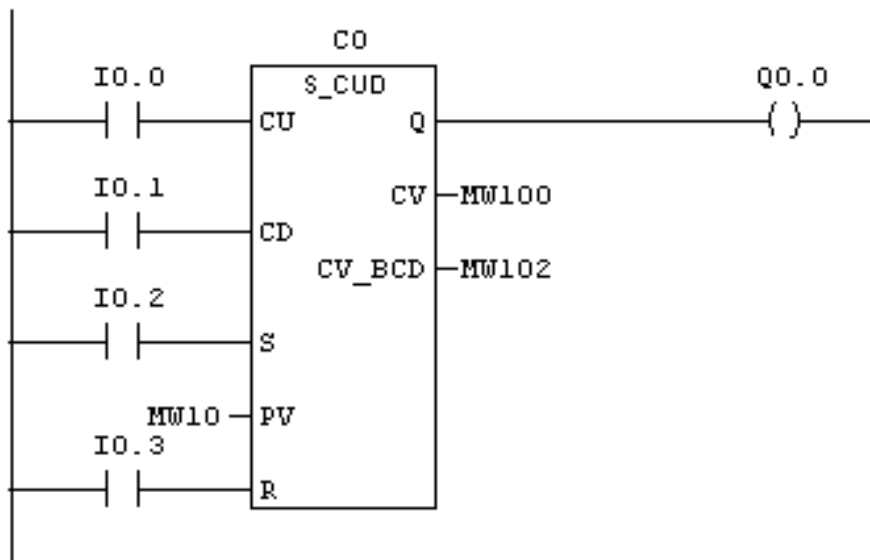 C0
I0.0
S_CUD
Q0.0
CU Q
I0.1
CV MW100
CD
CV_BCD MW102
I0.2
S
MW10 PV
I0.3
R